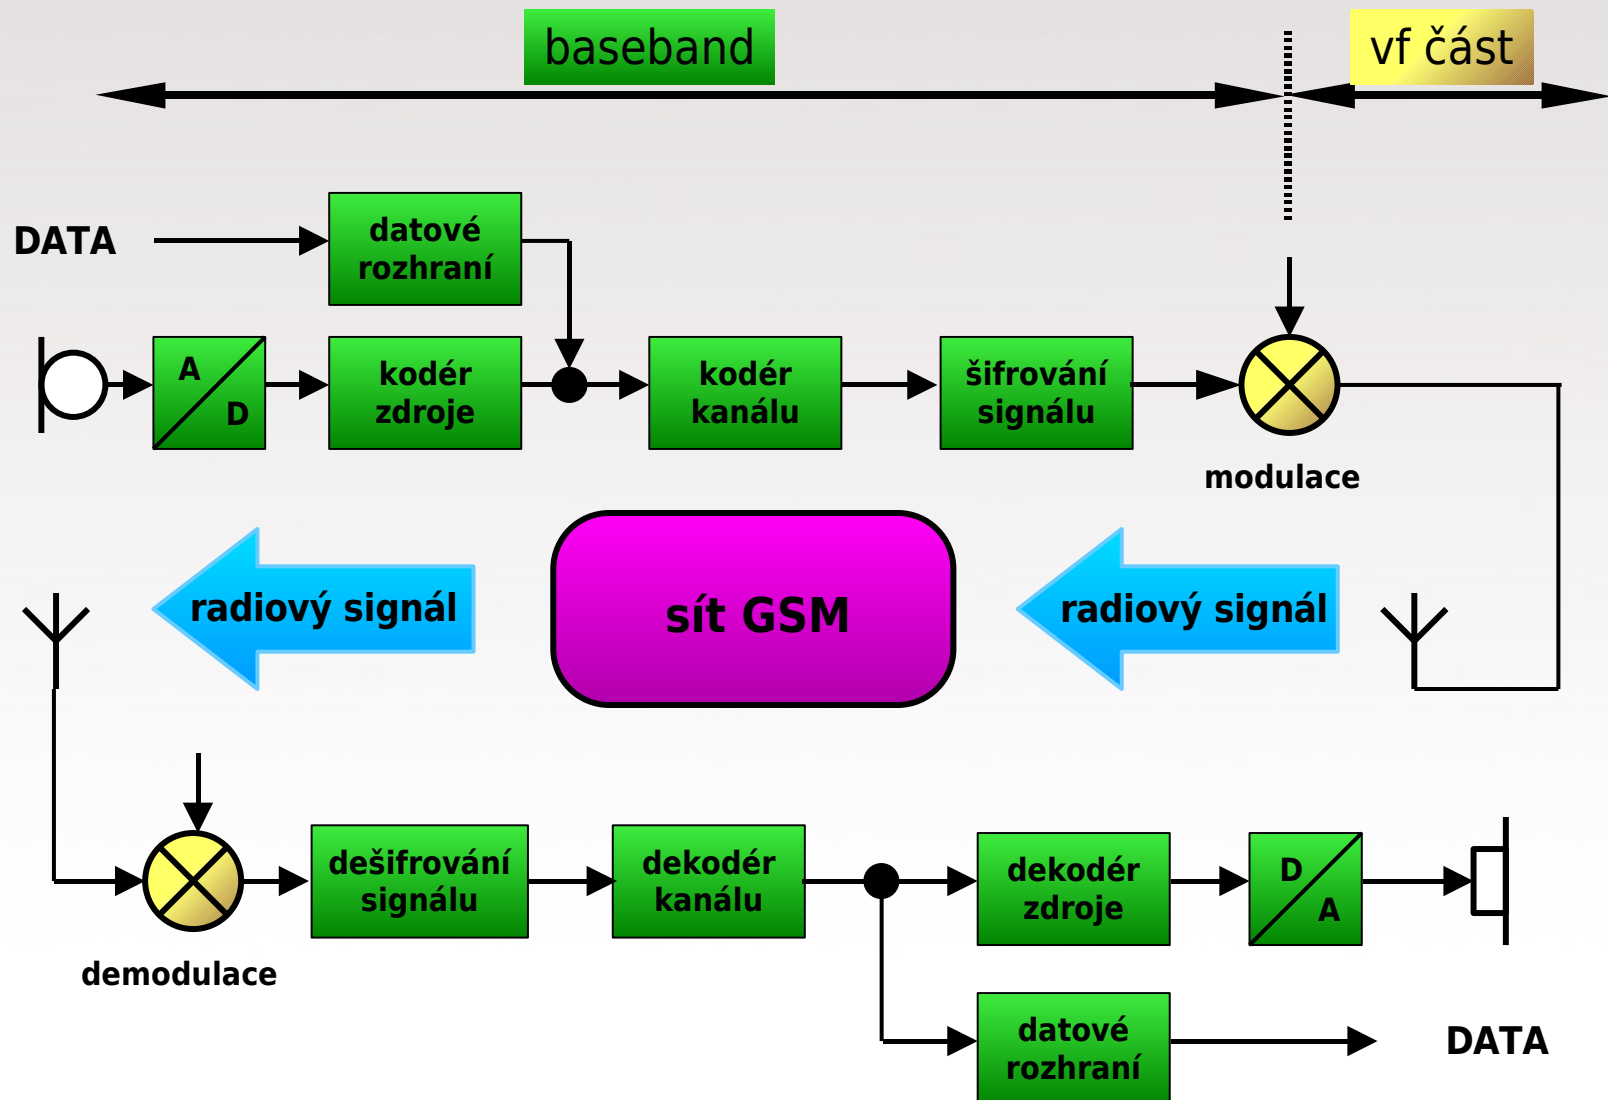 baseband
vf část
DATA
datové
rozhraní
A
D
kodér
zdroje
kodér
kanálu
šifrování
signálu
modulace
radiový signál
sít GSM
radiový signál
demodulace
dešifrování
signálu
dekodér
kanálu
dekodér
zdroje
D
A
datové
rozhraní
DATA